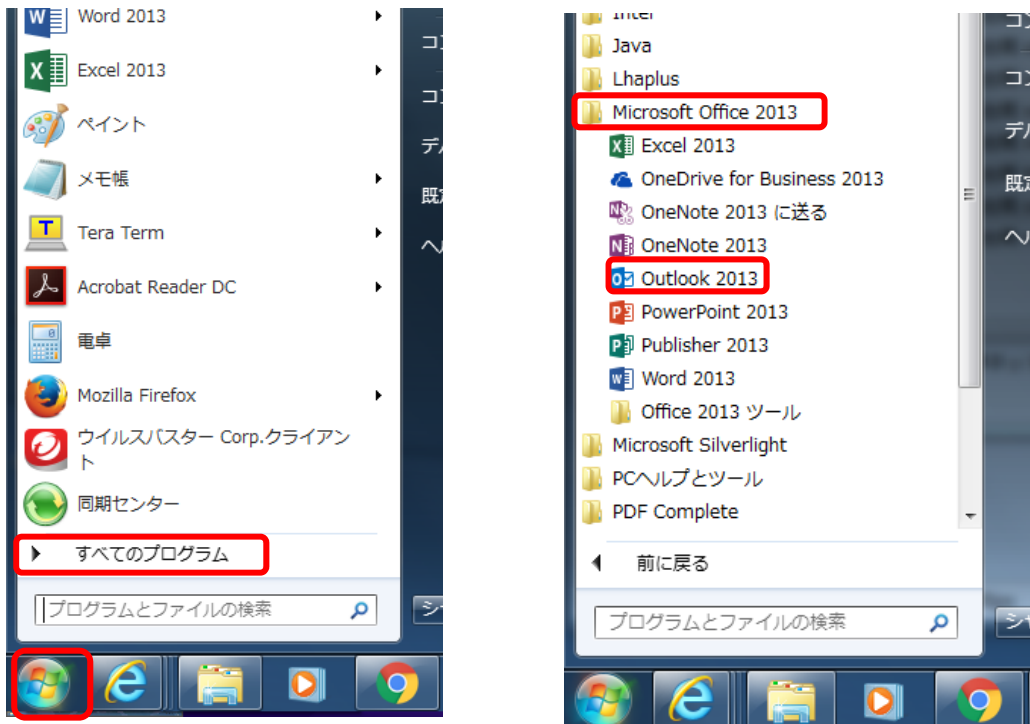 Word 2013
Excel 2013
ペイント
メモ帳
Tera Term
Acrobat Reader DC
電卓
Mozilla Firefox
ウイルスバスター Corp.クライアン
ト
同期センター
すべてのプログラム
プログラムとファイルの検索
Java
Lhaplus
Microsoft Office 2013
Excel 2013
OneDrive for Business 2013
OneNote 2013 に送る
OneNote 2013
Outlook 2013
PowerPoint 2013
Publisher 2013
Word 2013
Office 2013 ツール
Microsoft Silverlight
PCヘルプとツール
PDF Complete
前に戻る
プログラムとファイルの検索